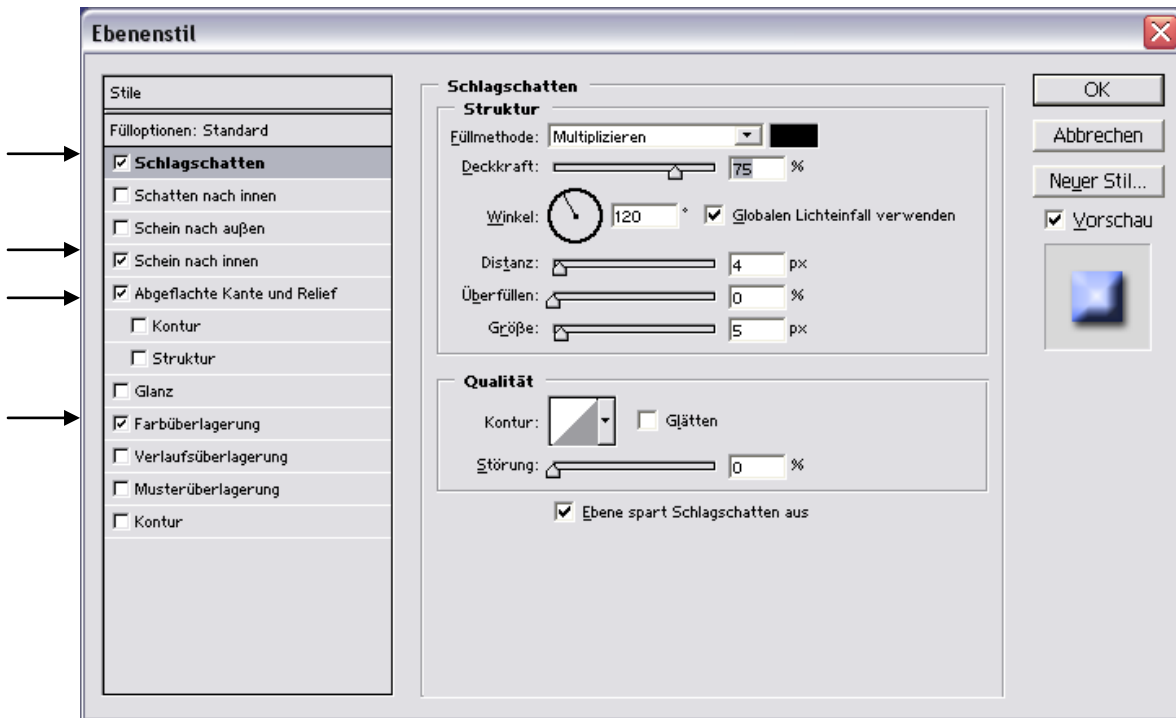 Ebenenstil
Stile
Fülloptionen: Standard
Schlagschatten
Schatten nach innen
Schein nach außen
Schein nach innen
Abgeflachte Kante und Relief
Kontur
Struktur
Glanz
Farbüberlagerung
Verlaufsüberlagerung
Musterüberlagerung
Kontur
Schlagschatten
Struktur
Füllmethode: Multiplizieren
Deckkraft: 75 %
Winkel: 120 ° Globalen Lichteinfall verwenden
Distanz: 4 px
Überfüllen: 0 %
Größe: 5 px
Qualität
Kontur: Glätten
Störung: 0 %
Ebene spart Schlagschatten aus
OK
Abbrechen
Neuer Stil...
Vorschau